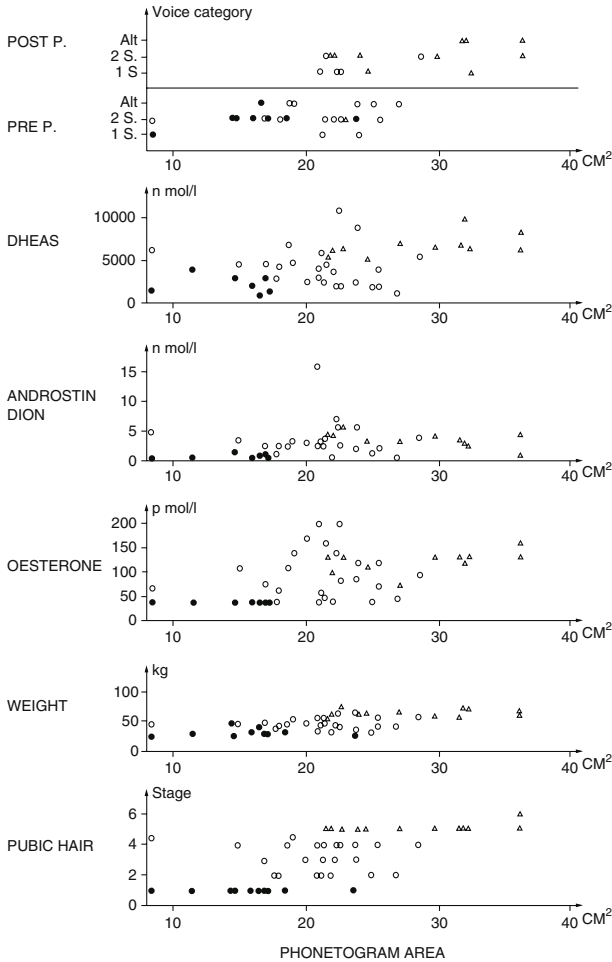 Voice category
POST P.
Alt
2 S.
1 S
PRE P.
Alt
2 S.
1 S.
10 20 30 40 CM2
n mol/l
DHEAS
10000
5000
0
10 20 30 40 CM2
n mol/l
ANDROSTIN
DION
15
10
5
0
10 20 30 40 CM2
p mol/l
OESTERONE
200
150
100
50
0
10 20 30 40 CM2
kg
WEIGHT
100
50
0
10 20 30 40 CM2
Stage
PUBIC HAIR
6
4
2
0
10 20 30 40 CM2
PHONETOGRAM AREA